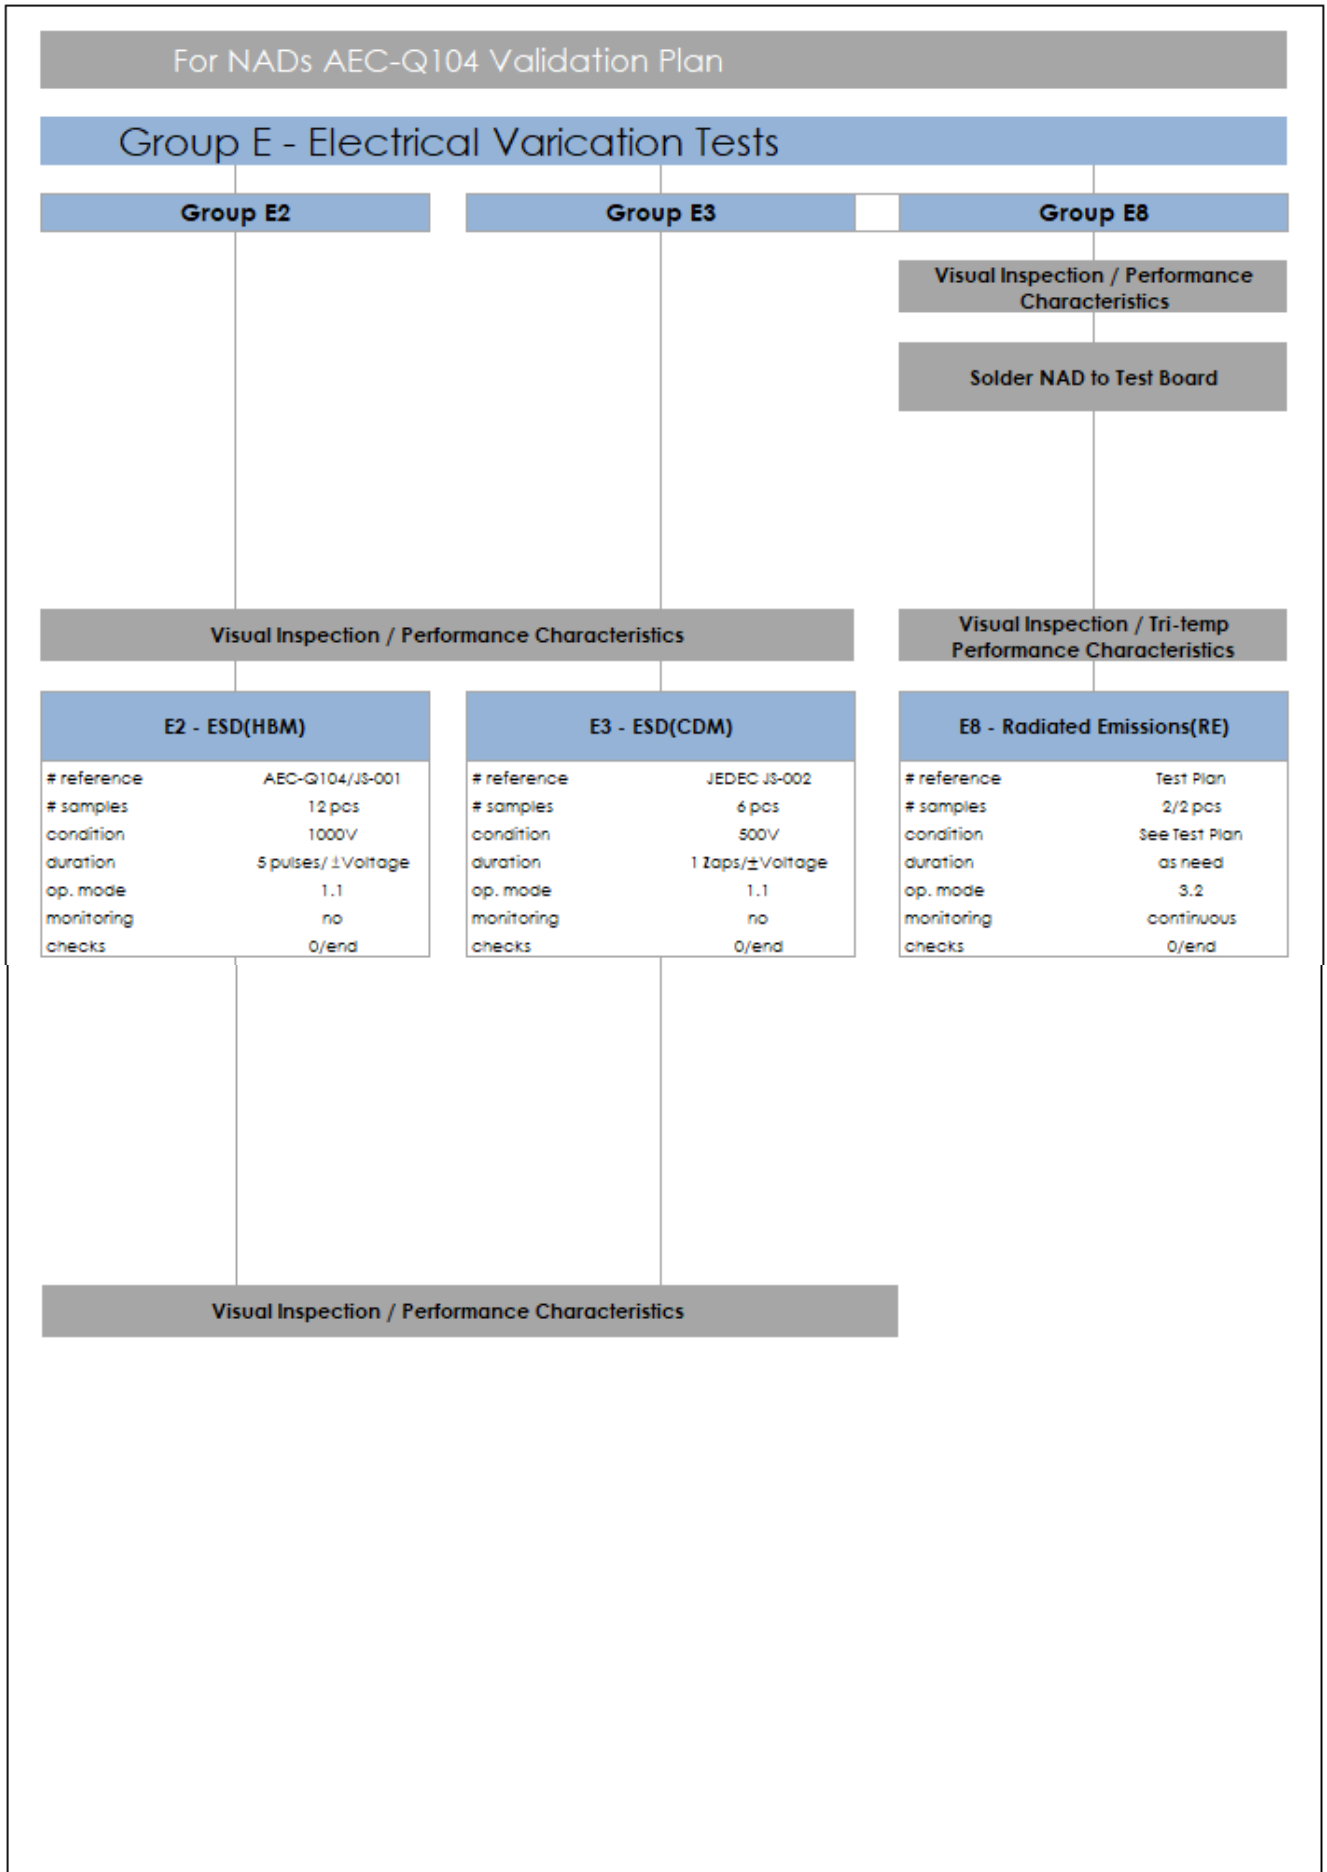 For NADs AEC-Q104 Validation Plan
Group E - Electrical Varication Tests
Group E2
Group E3
Group E8
Visual Inspection / Performance
Characteristics
Solder NAD to Test Board
Visual Inspection / Performance Characteristics
Visual Inspection / Tri-temp
Performance Characteristics
E2 - ESD(HBM)
# reference AEC-Q104/JS-001
# samples 12 pcs
condition 1000V
duration 5 pulses/ ±Voltage
op. mode 1.1
monitoring no
checks 0/end
E3 - ESD(CDM)
# reference JEDEC JS-002
# samples 6 pcs
condition 500V
duration 1 Zaps/±Voltage
op. mode 1.1
monitoring no
checks 0/end
E8 - Radiated Emissions(RE)
# reference Test Plan
# samples 2/2 pcs
condition See Test Plan
duration as need
op. mode 3.2
monitoring continuous
checks 0/end
Visual Inspection / Performance Characteristics